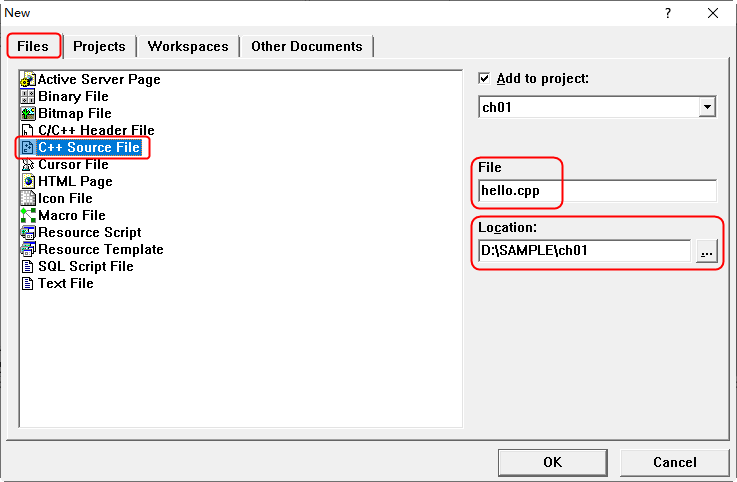 New
Files
Projects
Workspaces
Other Documents
Active Server Page
Binary File
Bitmap File
C/C++ Header File
C++ Source File
Cursor File
HTML Page
Icon File
Macro File
Resource Script
Resource Template
SQL Script File
Text File
Add to project:
ch01
File
hello.cpp
Location:
D:\SAMPLE\ch01
...
OK
Cancel